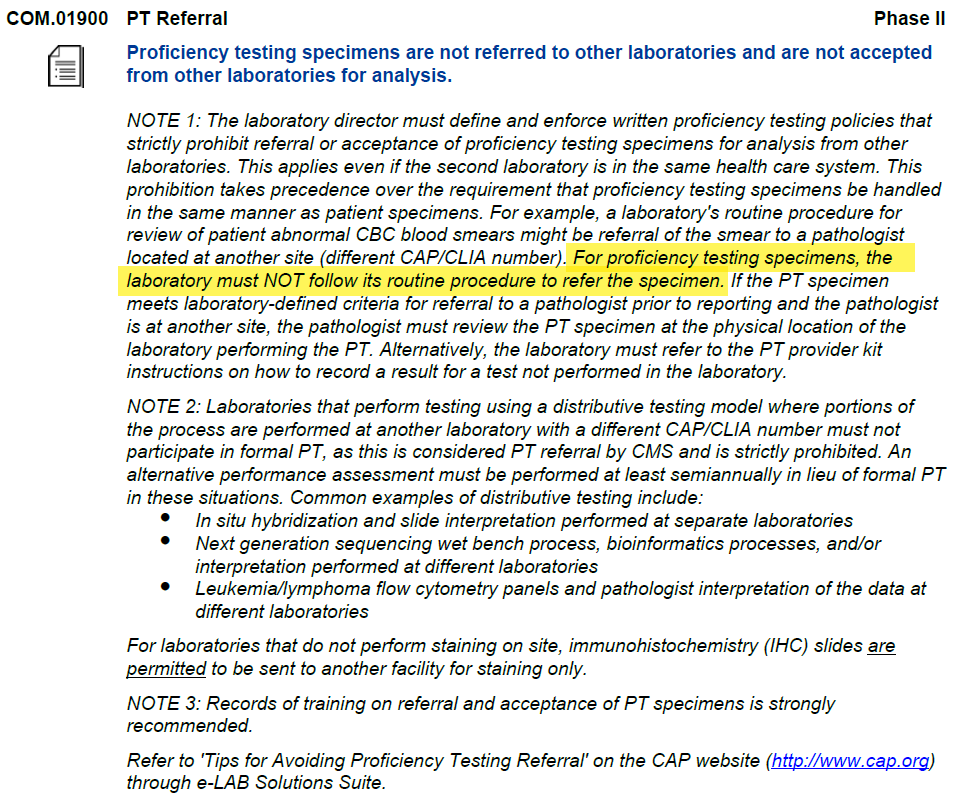 COM.01900 PT Referral Phase II
Proficiency testing specimens are not referred to other laboratories and are not accepted
from other laboratories for analysis.
NOTE 1: The laboratory director must define and enforce written proficiency testing policies that
strictly prohibit referral or acceptance of proficiency testing specimens for analysis from other
laboratories. This applies even if the second laboratory is in the same health care system. This
prohibition takes precedence over the requirement that proficiency testing specimens be handled
in the same manner as patient specimens. For example, a laboratory's routine procedure for
review of patient abnormal CBC blood smears might be referral of the smear to a pathologist
located at another site (different CAP/CLIA number). For proficiency testing specimens, the
laboratory must NOT follow its routine procedure to refer the specimen. If the PT specimen
meets laboratory-defined criteria for referral to a pathologist prior to reporting and the pathologist
is at another site, the pathologist must review the PT specimen at the physical location of the
laboratory performing the PT. Alternatively, the laboratory must refer to the PT provider kit
instructions on how to record a result for a test not performed in the laboratory.
NOTE 2: Laboratories that perform testing using a distributive testing model where portions of
the process are performed at another laboratory with a different CAP/CLIA number must not
participate in formal PT, as this is considered PT referral by CMS and is strictly prohibited. An
alternative performance assessment must be performed at least semiannually in lieu of formal PT
in these situations. Common examples of distributive testing include:
• In situ hybridization and slide interpretation performed at separate laboratories
• Next generation sequencing wet bench process, bioinformatics processes, and/or
interpretation performed at different laboratories
• Leukemia/lymphoma flow cytometry panels and pathologist interpretation of the data at
different laboratories
For laboratories that do not perform staining on site, immunohistochemistry (IHC) slides are
permitted to be sent to another facility for staining only.
NOTE 3: Records of training on referral and acceptance of PT specimens is strongly
recommended.
Refer to 'Tips for Avoiding Proficiency Testing Referral' on the CAP website (http://www.cap.org)
through e-LAB Solutions Suite.